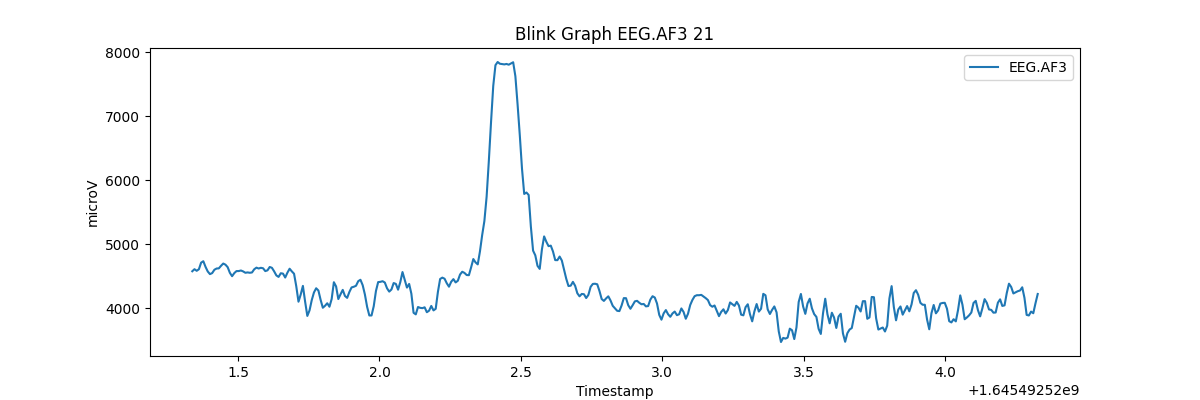 Blink Graph EEG.AF3 21
EEG.AF3
8000
7000
6000
5000
4000
microV
1.5 2.0 2.5 3.0 3.5 4.0
Timestamp
+1.64549252e9